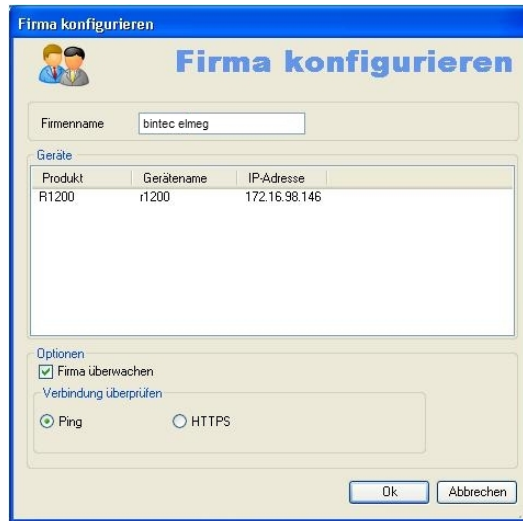 Firma konfigurieren
Firma konfigurieren
Firmenname bintec elmeg
Geräte
Produkt Gerätename IP-Adresse
R1200 r1200 172.16.98.146
Optionen
Firma überwachen
Verbindung überprüfen
Ping HTTPS
Ok Abbrechen